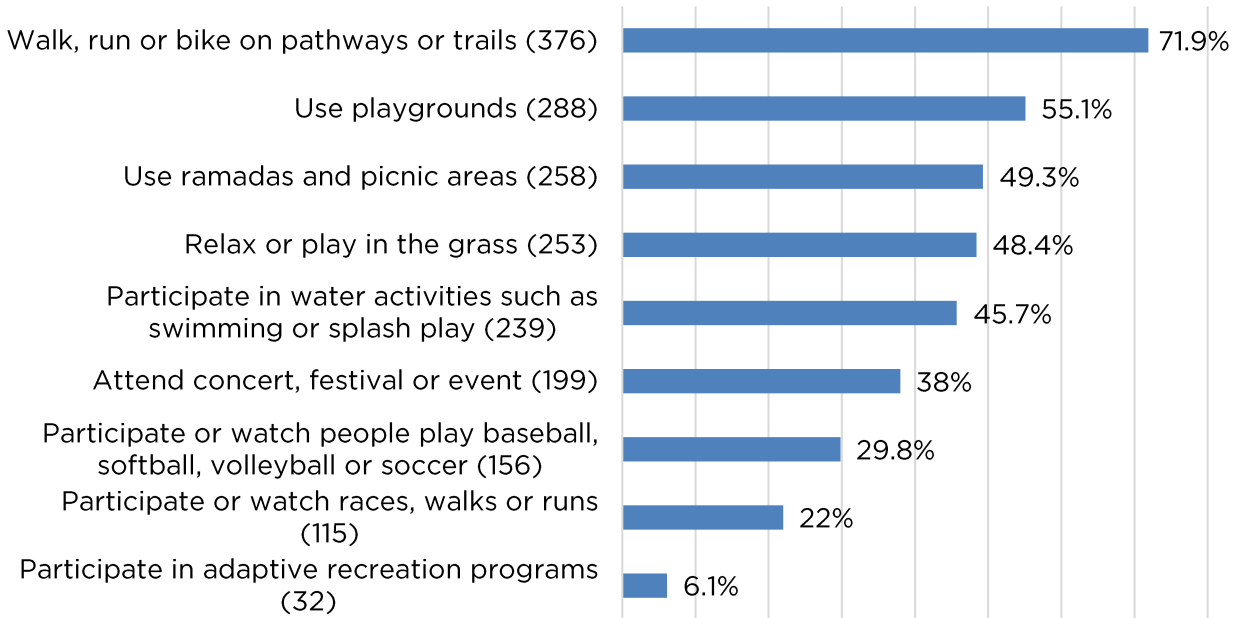 Walk, run or bike on pathways or trails (376) 71.9%
Use playgrounds (288) 55.1%
Use ramadas and picnic areas (258) 49.3%
Relax or play in the grass (253) 48.4%
Participate in water activities such as
swimming or splash play (239) 45.7%
Attend concert, festival or event (199) 38%
Participate or watch people play baseball,
softball, volleyball or soccer (156) 29.8%
Participate or watch races, walks or runs
(115) 22%
Participate in adaptive recreation programs
(32) 6.1%